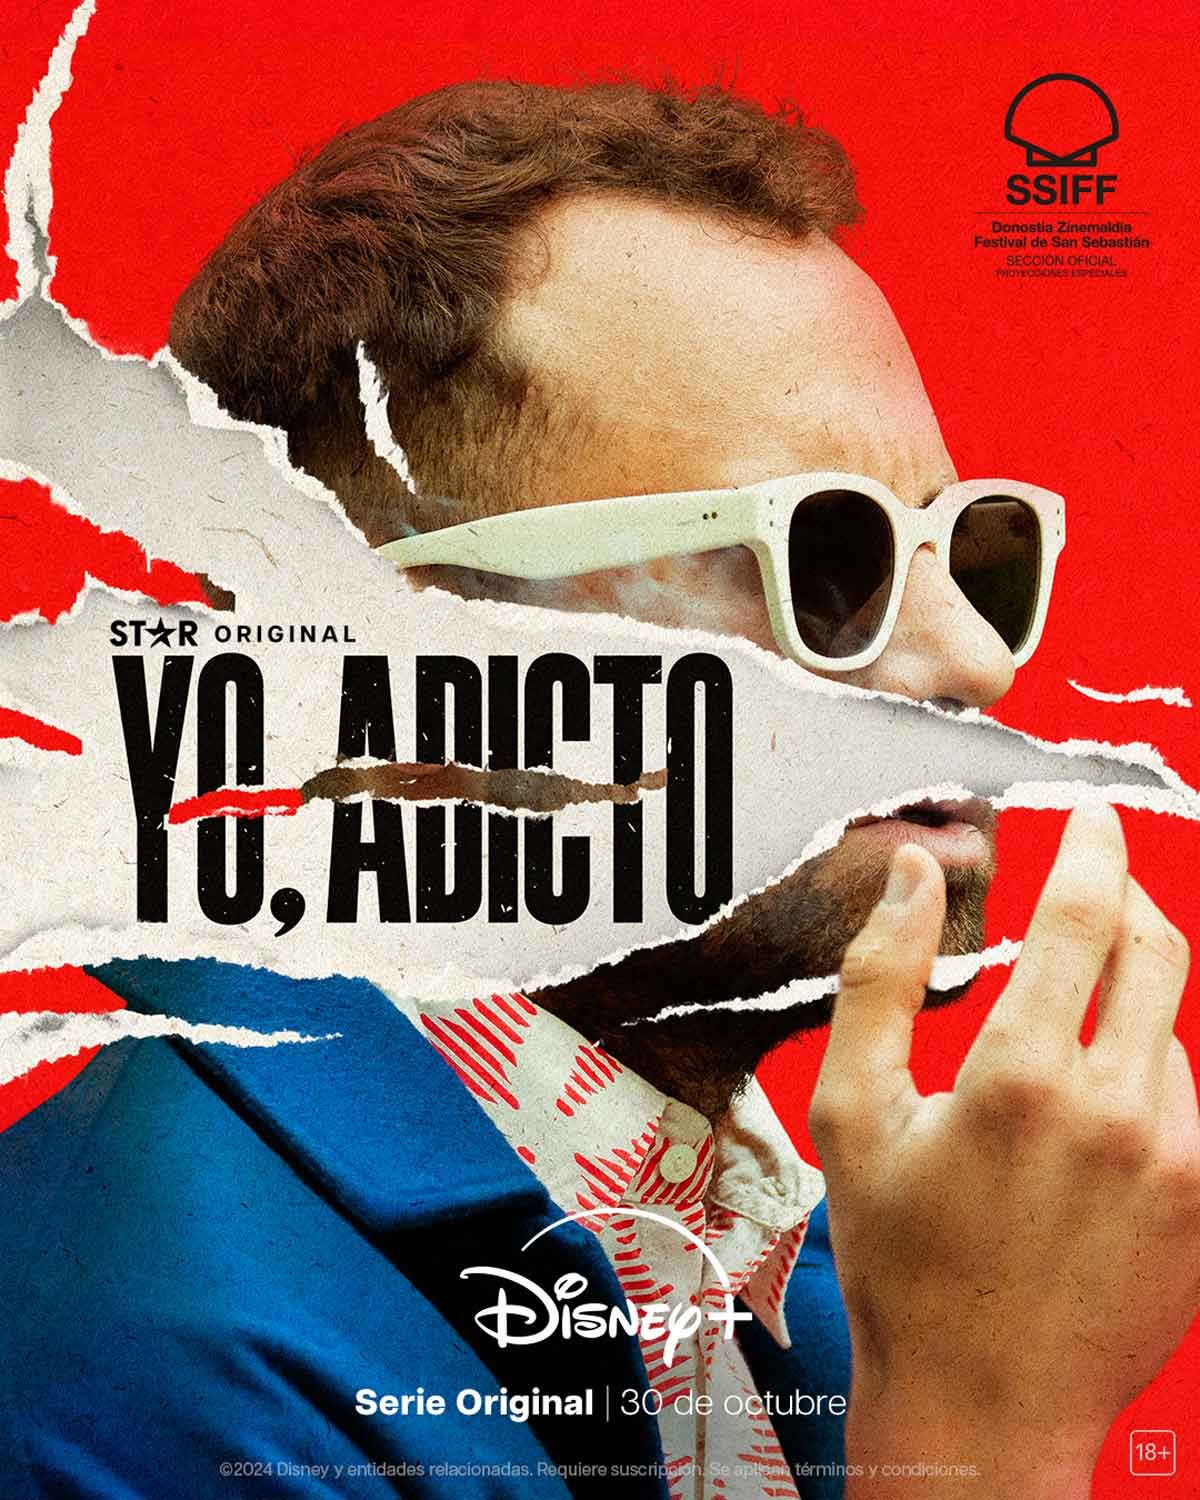 SSIFF
Donostia Zinemaldia
Festival de San Sebastián
SECCIÓN OFICIAL
PROYECCIONES ESPECIALES
STAR ORIGINAL
YO, ADICTO
Disney+
Serie Original | 30 de octubre
18+
©2024 Disney y entidades relacionadas. Requiere suscripción. Se aplican términos y condiciones.